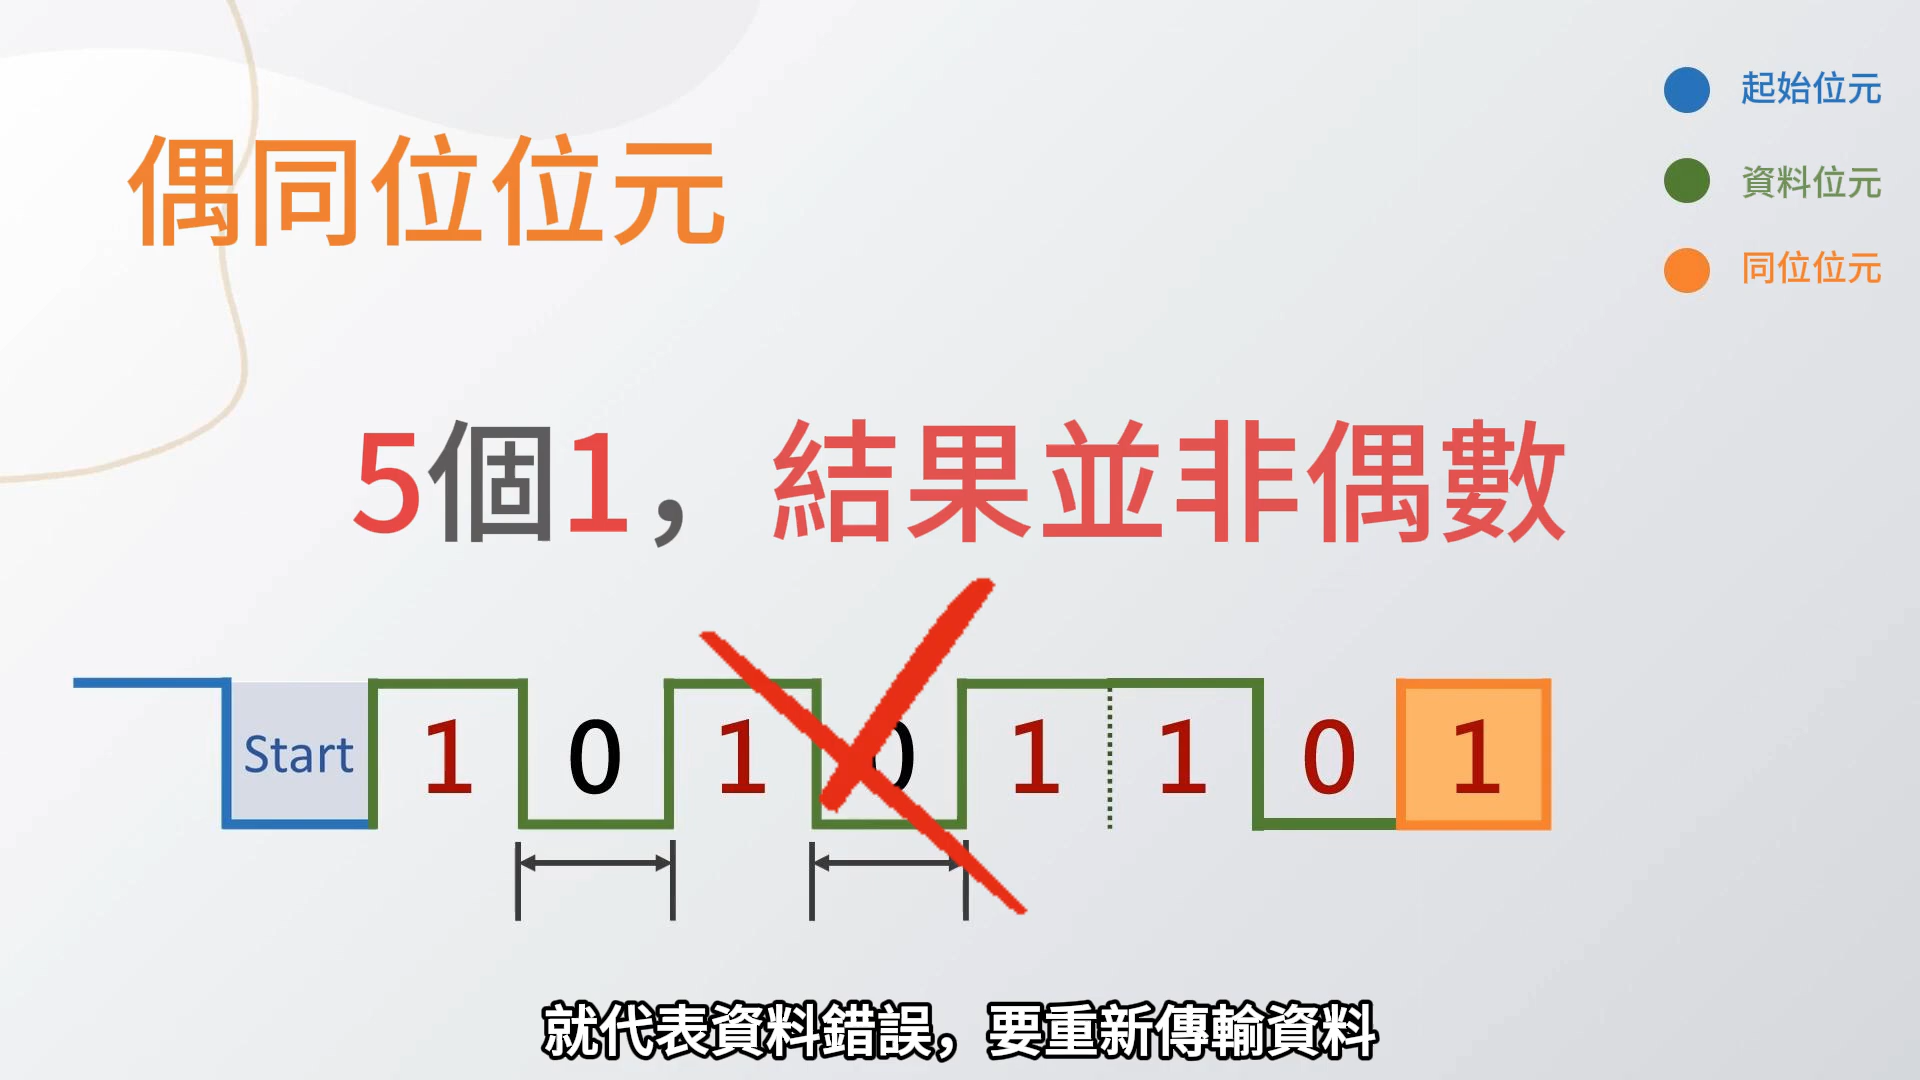 起始位元
資料位元
同位位元
偶同位位元
5個1，結果並非偶數
Start 1 0 1 0 1 1 0 1
就代表資料錯誤，要重新傳輸資料